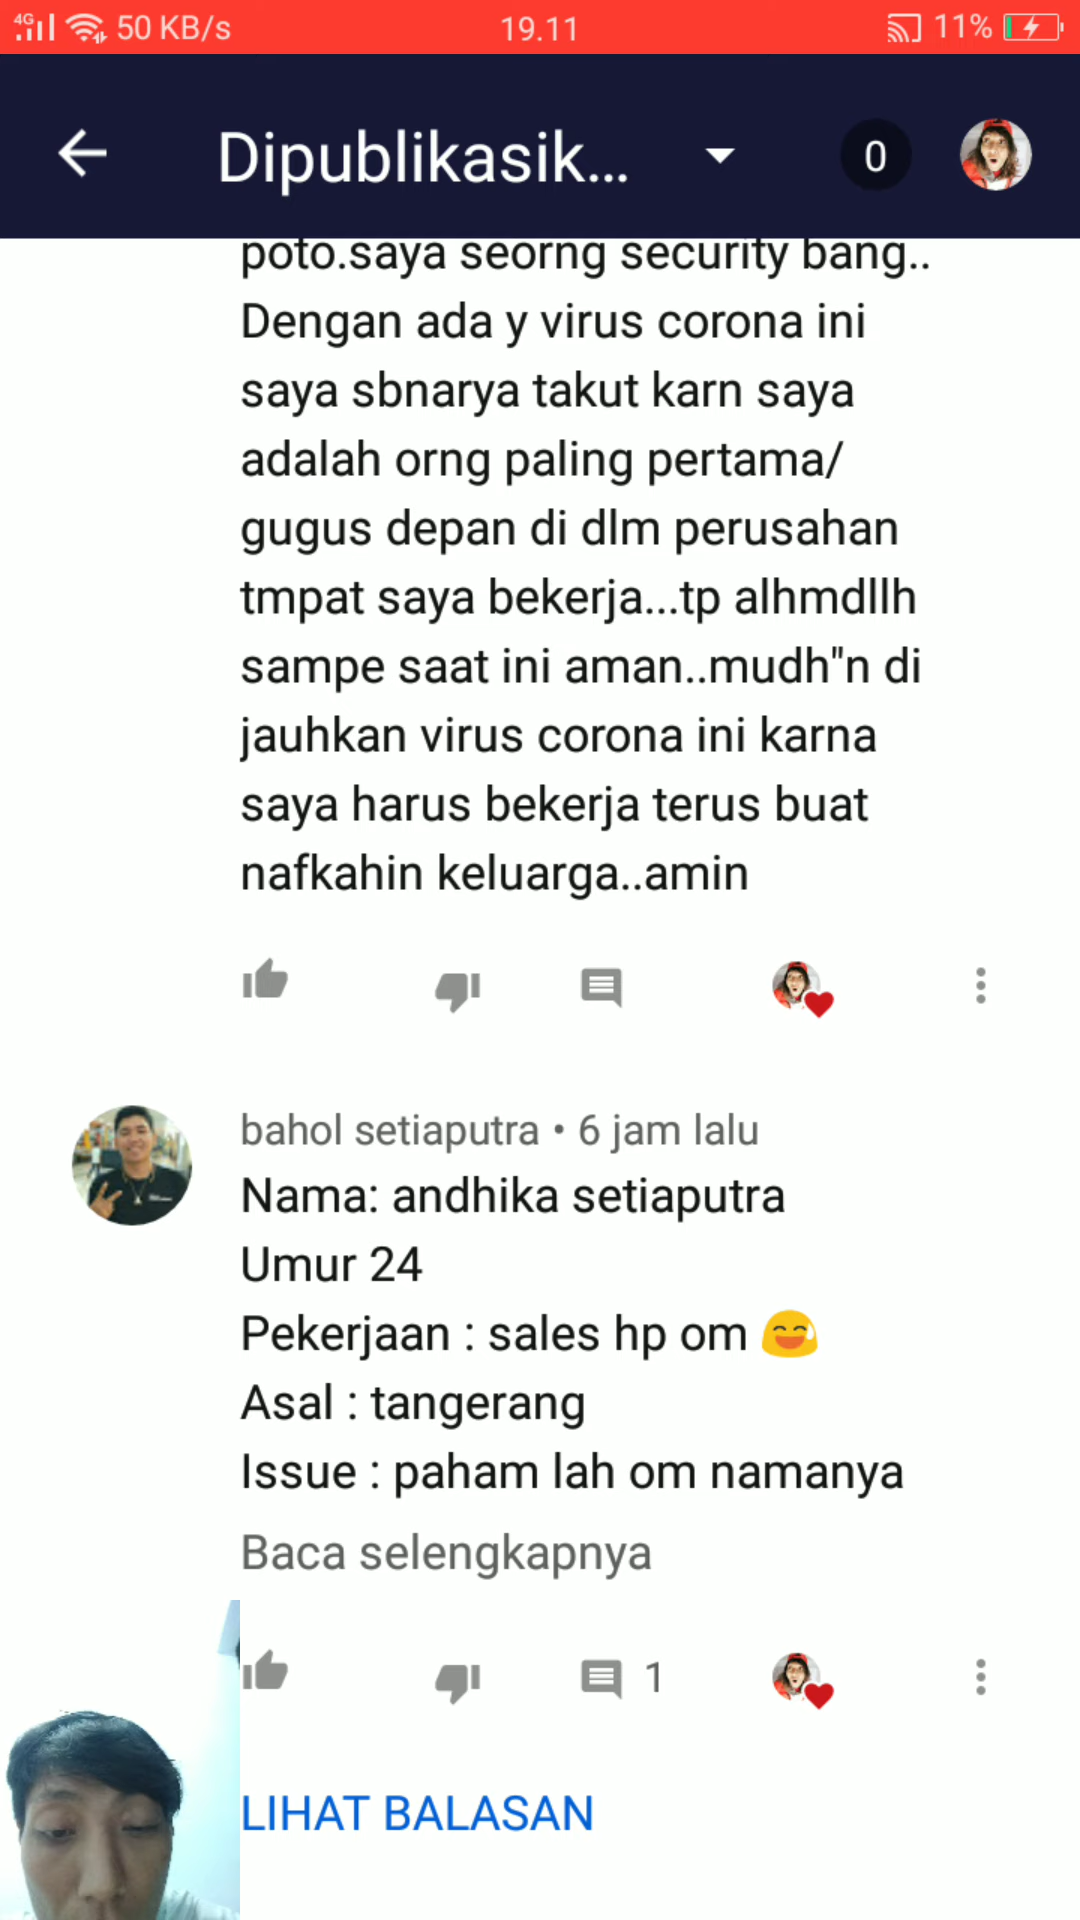 4G 50 KB/s 19.11 11%
Dipublikasik... 0
poto.saya seorng security bang..
Dengan ada y virus corona ini
saya sbnarya takut karn saya
adalah orng paling pertama/
gugus depan di dlm perusahan
tmpat saya bekerja...tp alhmdllh
sampe saat ini aman..mudh"n di
jauhkan virus corona ini karna
saya harus bekerja terus buat
nafkahin keluarga..amin
bahol setiaputra • 6 jam lalu
Nama: andhika setiaputra
Umur 24
Pekerjaan : sales hp om 😅
Asal : tangerang
Issue : paham lah om namanya
Baca selengkapnya
1
LIHAT BALASAN